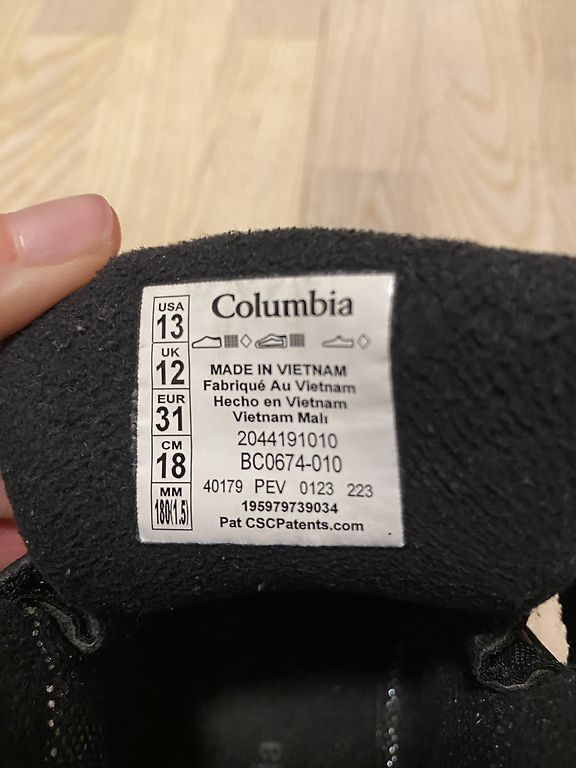 USA
13
UK
12
EUR
31
CM
18
MM
180(1.5)
Columbia
MADE IN VIETNAM
Fabriqué Au Vietnam
Hecho en Vietnam
Vietnam Malı
2044191010
BC0674-010
40179 PEV 0123 223
195979739034
Pat CSCPatents.com